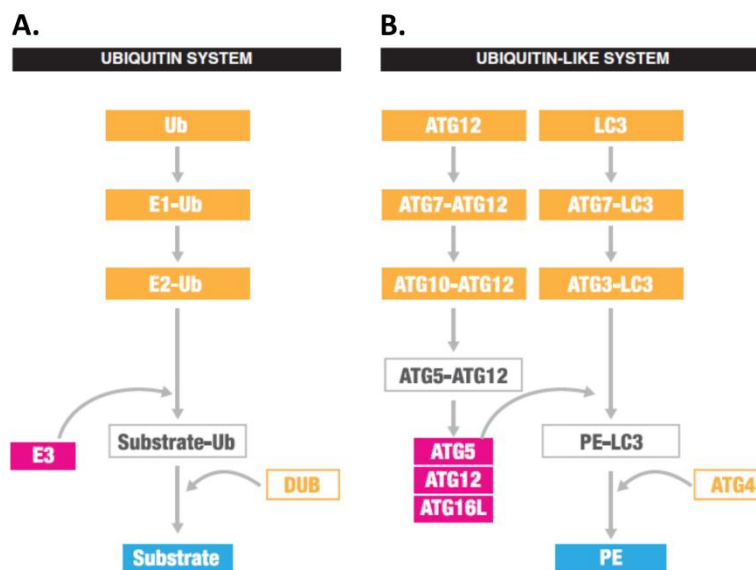 A.
UBIQUITIN SYSTEM
Ub
E1-Ub
E2-Ub
E3
Substrate-Ub
DUB
Substrate
B.
UBIQUITIN-LIKE SYSTEM
ATG12
LC3
ATG7-ATG12
ATG7-LC3
ATG10-ATG12
ATG3-LC3
ATG5-ATG12
ATG5
ATG12
ATG16L
PE-LC3
ATG4
PE